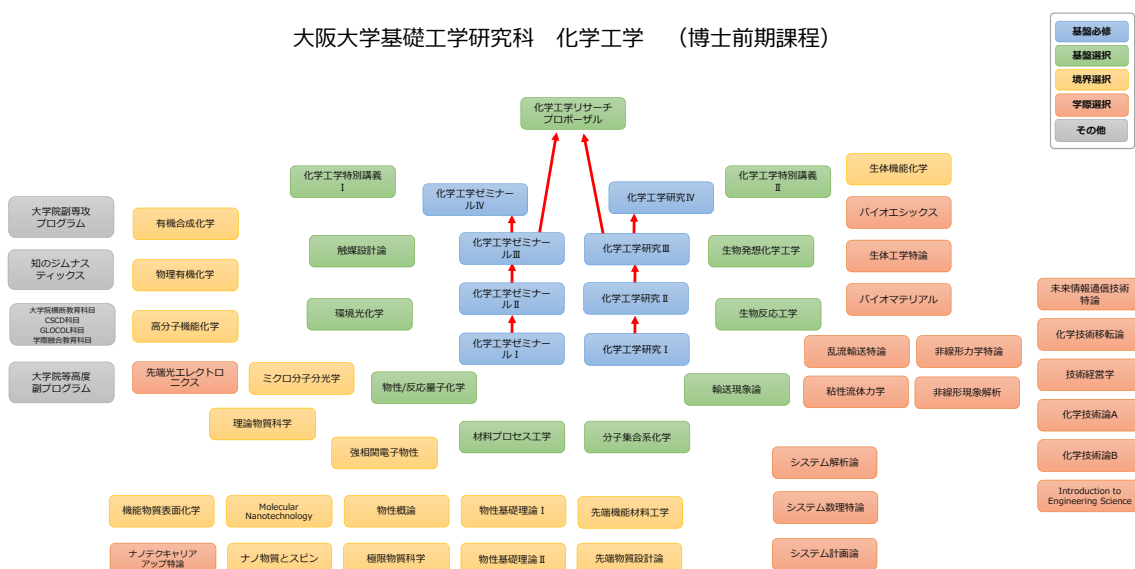 大阪大学基礎工学研究科 化学工学 （博士前期課程）
基盤必修
基盤選択
境界選択
学際選択
その他
化学工学リサーチ
プロポーザル
化学工学特別講義
Ⅰ
化学工学ゼミナー
ルⅣ
化学工学研究Ⅳ
化学工学特別講義
Ⅱ
生体機能化学
大学院副専攻
プログラム
有機合成化学
バイオエシックス
触媒設計論
化学工学ゼミナー
ルⅢ
化学工学研究Ⅲ
生物発想化学工学
生体工学特論
知のジムナス
ティックス
物理有機化学
環境光化学
化学工学ゼミナー
ルⅡ
化学工学研究Ⅱ
生物反応工学
バイオマテリアル
未来情報通信技術
特論
大学院横断教育科目
CSCD科目
GLOCOL科目
学際融合教育科目
高分子機能化学
化学工学ゼミナー
ルⅠ
化学工学研究Ⅰ
乱流輸送特論
非線形力学特論
化学技術移転論
大学院等高度
副プログラム
先端光エレクトロ
ニクス
ミクロ分子分光学
物性/反応量子化学
輸送現象論
粘性流体力学
非線形現象解析
技術経営学
理論物質科学
強相関電子物性
材料プロセス工学
分子集合系化学
化学技術論A
システム解析論
化学技術論B
機能物質表面化学
Molecular
Nanotechnology
物性概論
物性基礎理論Ⅰ
先端機能材料工学
システム数理特論
Introduction to
Engineering Science
ナノテクキャリア
アップ特論
ナノ物質とスピン
極限物質科学
物性基礎理論Ⅱ
先端物質設計論
システム計画論